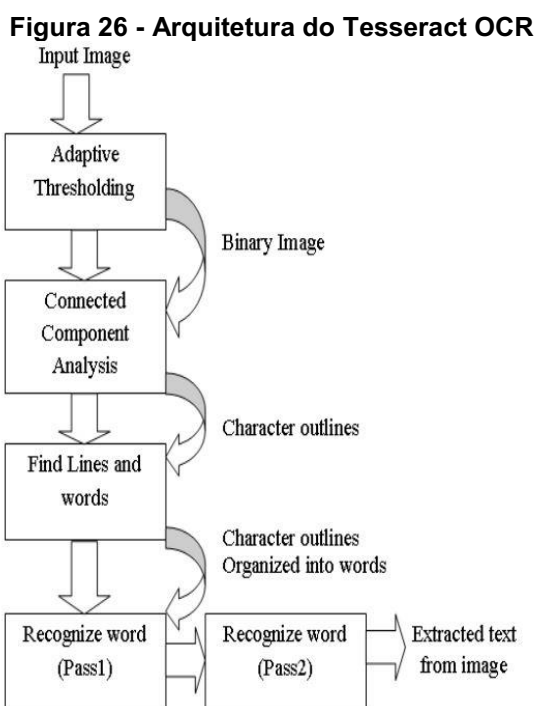 Figura 26 - Arquitetura do Tesseract OCR
Input Image
Adaptive
Thresholding
Binary Image
Connected
Component
Analysis
Character outlines
Find Lines and
words
Character outlines
Organized into words
Recognize word
(Pass1)
Recognize word
(Pass2)
Extracted text
from image